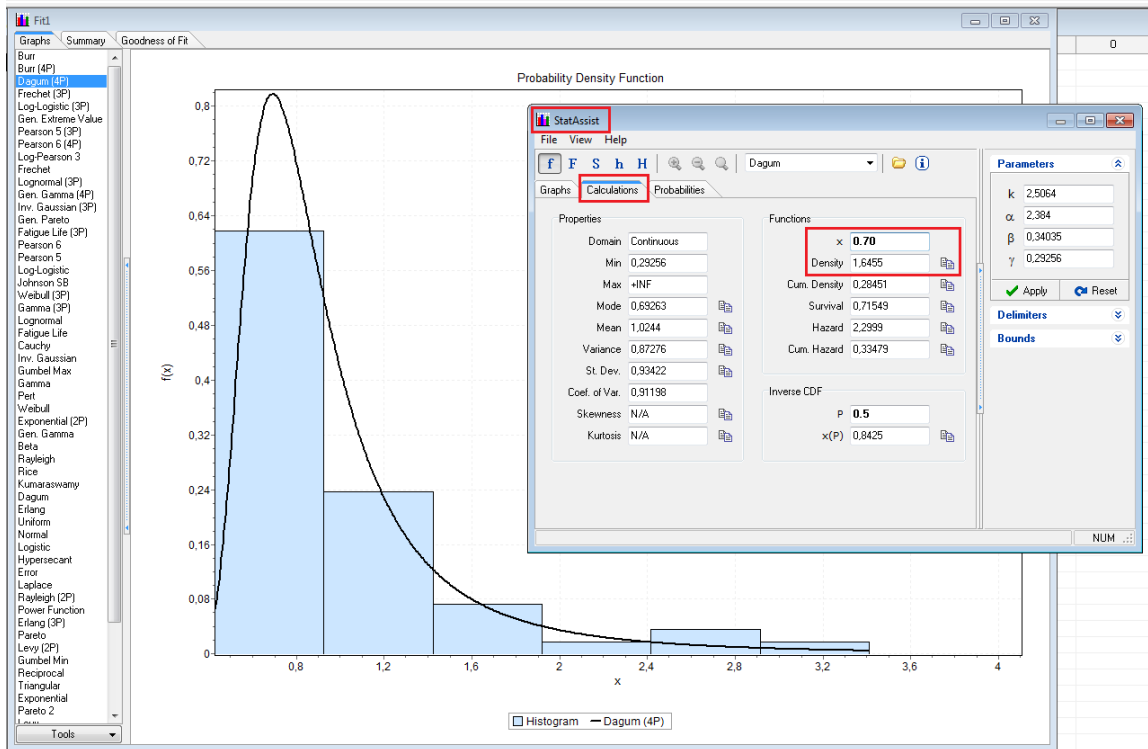 Fit1
Graphs Summary Goodness of Fit
Burr
Burr (4P)
Dagum (4P)
Frechet (3P)
Log-Logistic (3P)
Gen. Extreme Value
Pearson 5 (3P)
Pearson 6 (4P)
Log-Pearson 3
Frechet
Lognormal (3P)
Gen. Gamma (4P)
Inv. Gaussian (3P)
Gen. Pareto
Fatigue Life (3P)
Pearson 6
Pearson 5
Log-Logistic
Johnson SB
Weibull (3P)
Gamma (3P)
Lognormal
Fatigue Life
Cauchy
Inv. Gaussian
Gumbel Max
Gamma
Pert
Weibull
Exponential (2P)
Gen. Gamma
Beta
Rayleigh
Rice
Kumaraswamy
Dagum
Erlang
Uniform
Normal
Logistic
Hypersecant
Error
Laplace
Rayleigh (2P)
Power Function
Erlang (3P)
Pareto
Levy (2P)
Gumbel Min
Reciprocal
Triangular
Exponential
Pareto 2
Levy
Tools
Probability Density Function
f(x)
0,8
0,72
0,64
0,56
0,48
0,4
0,32
0,24
0,16
0,08
0
0,8 1,2 1,6 2 2,4 2,8 3,2 3,6 4
x
Histogram Dagum (4P)
StatAssist
File View Help
f F S h H Dagum
Graphs Calculations Probabilities
Properties
Domain Continuous
Min 0,29256
Max +INF
Mode 0,69263
Mean 1,0244
Variance 0,87276
St. Dev. 0,93422
Coef. of Var. 0,91198
Skewness N/A
Kurtosis N/A
Functions
x 0.70
Density 1,6455
Cum. Density 0,28451
Survival 0,71549
Hazard 2,2999
Cum. Hazard 0,33479
Inverse CDF
P 0.5
x(P) 0,8425
Parameters
k 2,5064
α 2,384
β 0,34035
γ 0,29256
Apply Reset
Delimiters
Bounds
NUM
0